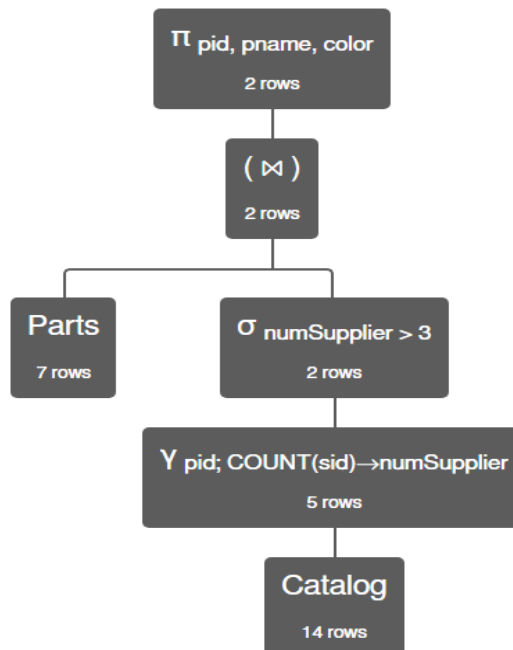 π pid, pname, color
2 rows
( ⋈ )
2 rows
Parts
7 rows
σ numSupplier > 3
2 rows
γ pid; COUNT(sid)→numSupplier
5 rows
Catalog
14 rows